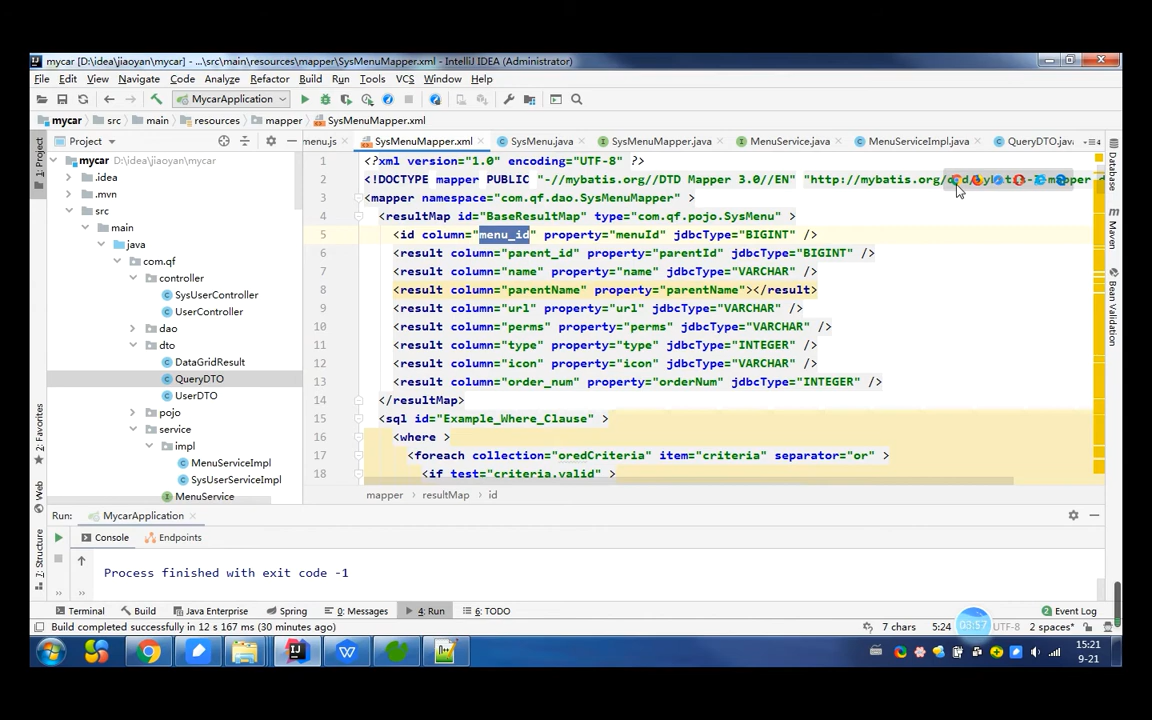 mycar [D:\idea\jiaoyan\mycar] - ...\src\main\resources\mapper\SysMenuMapper.xml - IntelliJ IDEA (Administrator)
File Edit View Navigate Code Analyze Refactor Build Run Tools VCS Window Help
MycarApplication
mycar src main resources mapper SysMenuMapper.xml
Project
menu.js SysMenuMapper.xml SysMenu.java SysMenuMapper.java MenuService.java MenuServiceImpl.java QueryDTO.java
1: Project
2: Favorites
Web
7: Structure
mycar D:\idea\jiaoyan\mycar
.idea
.mvn
src
main
java
com.qf
controller
SysUserController
UserController
dao
dto
DataGridResult
QueryDTO
UserDTO
pojo
service
impl
MenuServiceImpl
SysUserServiceImpl
MenuService
1 <?xml version="1.0" encoding="UTF-8" ?>
2 <!DOCTYPE mapper PUBLIC "-//mybatis.org//DTD Mapper 3.0//EN" "http://mybatis.org/
3 <mapper namespace="com.qf.dao.SysMenuMapper" >
4 <resultMap id="BaseResultMap" type="com.qf.pojo.SysMenu" >
5 <id column="menu_id" property="menuId" jdbcType="BIGINT" />
6 <result column="parent_id" property="parentId" jdbcType="BIGINT" />
7 <result column="name" property="name" jdbcType="VARCHAR" />
8 <result column="parentName" property="parentName"></result>
9 <result column="url" property="url" jdbcType="VARCHAR" />
10 <result column="perms" property="perms" jdbcType="VARCHAR" />
11 <result column="type" property="type" jdbcType="INTEGER" />
12 <result column="icon" property="icon" jdbcType="VARCHAR" />
13 <result column="order_num" property="orderNum" jdbcType="INTEGER" />
14 </resultMap>
15 <sql id="Example_Where_Clause" >
16 <where >
17 <foreach collection="oredCriteria" item="criteria" separator="or" >
18 <if test="criteria.valid" >
mapper resultMap id
Database
Maven
Bean Validation
Run: MycarApplication
Console Endpoints
Process finished with exit code -1
Terminal Build Java Enterprise Spring 0: Messages 4: Run 6: TODO Event Log
Build completed successfully in 12 s 167 ms (30 minutes ago) 7 chars 5:24 UTF-8 2 spaces*
15:21
9-21